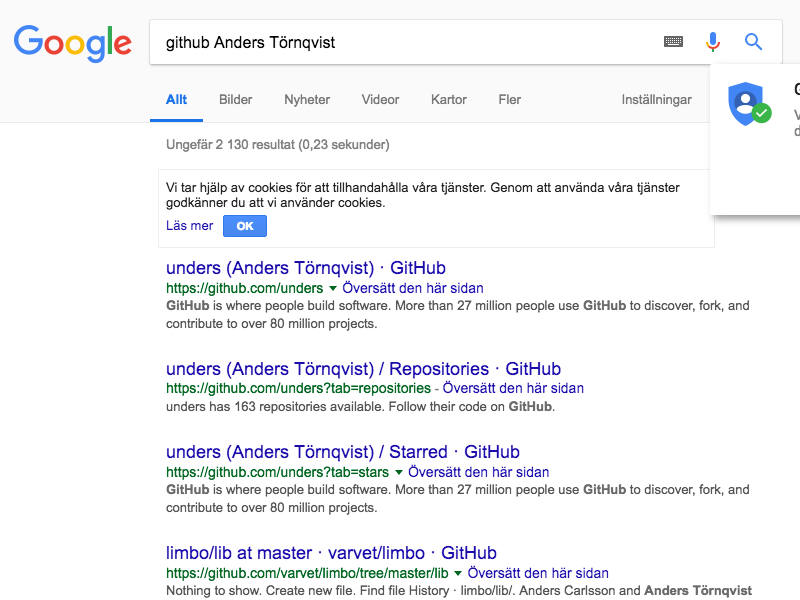 Google
github Anders Törnqvist
Allt Bilder Nyheter Videor Kartor Fler Inställningar
Ungefär 2 130 resultat (0,23 sekunder)
Vi tar hjälp av cookies för att tillhandahålla våra tjänster. Genom att använda våra tjänster
godkänner du att vi använder cookies.
Läs mer OK
unders (Anders Törnqvist) · GitHub
https://github.com/unders Översätt den här sidan
GitHub is where people build software. More than 27 million people use GitHub to discover, fork, and
contribute to over 80 million projects.
unders (Anders Törnqvist) / Repositories · GitHub
https://github.com/unders?tab=repositories - Översätt den här sidan
unders has 163 repositories available. Follow their code on GitHub.
unders (Anders Törnqvist) / Starred · GitHub
https://github.com/unders?tab=stars Översätt den här sidan
GitHub is where people build software. More than 27 million people use GitHub to discover, fork, and
contribute to over 80 million projects.
limbo/lib at master · varvet/limbo · GitHub
https://github.com/varvet/limbo/tree/master/lib Översätt den här sidan
Nothing to show. Create new file. Find file History · limbo/lib/. Anders Carlsson and Anders Törnqvist